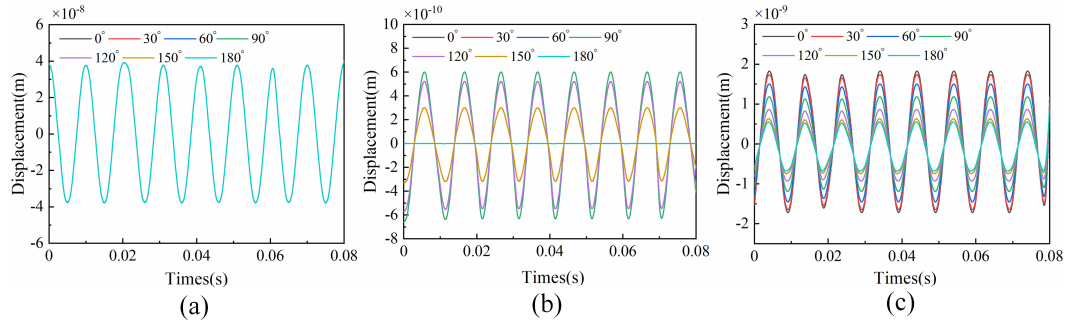 ×10⁻⁸
0° 30° 60° 90°
120° 150° 180°
6
4
2
0
-2
-4
-6
Displacement(m)
0 0.02 0.04 0.06 0.08
Times(s)
(a)
×10⁻¹⁰
0° 30° 60° 90°
120° 150° 180°
10
8
6
4
2
0
-2
-4
-6
-8
Displacement(m)
0 0.02 0.04 0.06 0.08
Times(s)
(b)
×10⁻⁹
0° 30° 60° 90°
120° 150° 180°
3
2
1
0
-1
-2
Displacement(m)
0 0.02 0.04 0.06 0.08
Times(s)
(c)